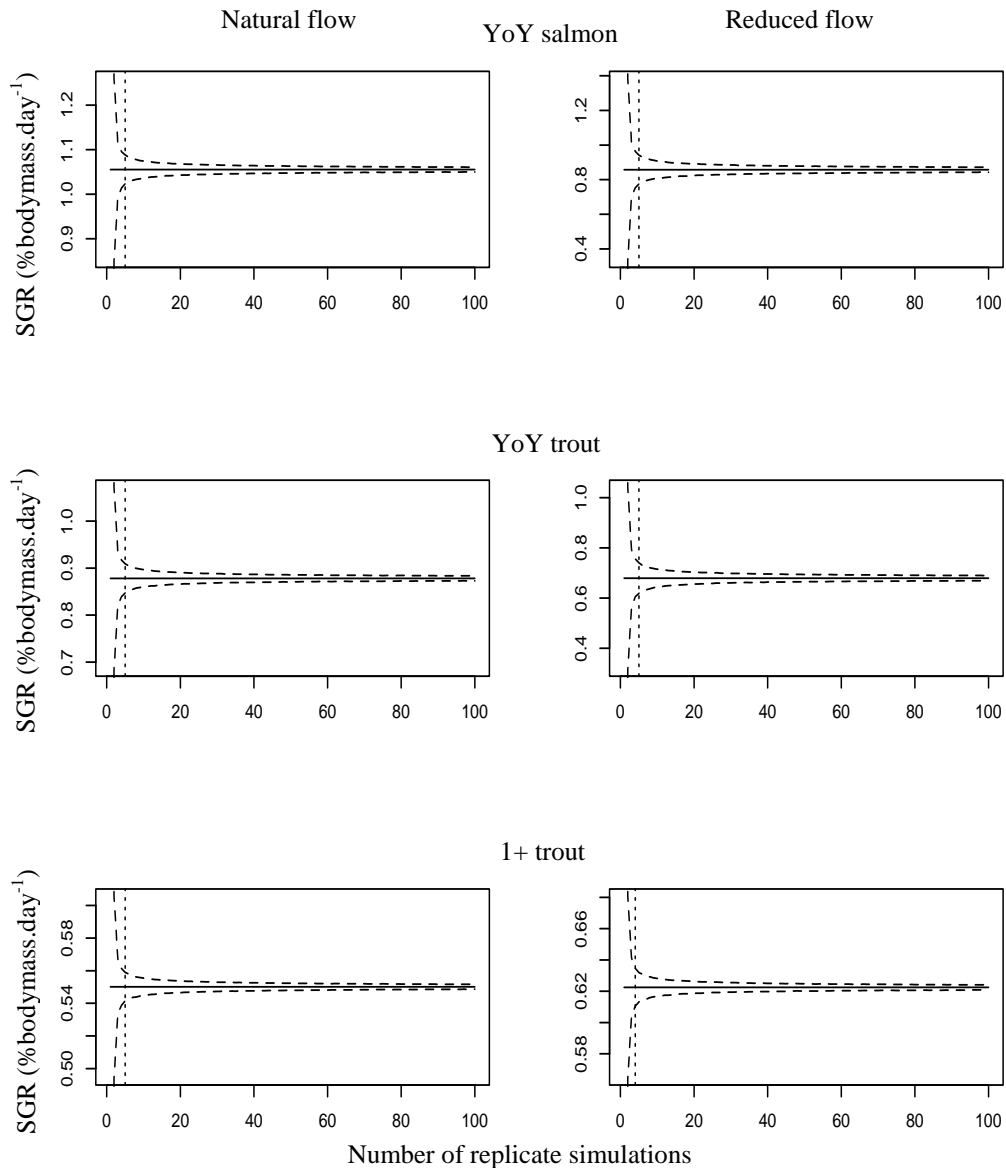 Natural flow
Reduced flow
YoY salmon
SGR (%bodymass.day-1)
0.9 1.0 1.1 1.2
0 20 40 60 80 100
0.4 0.8 1.2
0 20 40 60 80 100
YoY trout
SGR (%bodymass.day-1)
0.7 0.8 0.9 1.0
0 20 40 60 80 100
0.4 0.6 0.8 1.0
0 20 40 60 80 100
1+ trout
SGR (%bodymass.day-1)
0.50 0.54 0.58
0 20 40 60 80 100
0.58 0.62 0.66
0 20 40 60 80 100
Number of replicate simulations